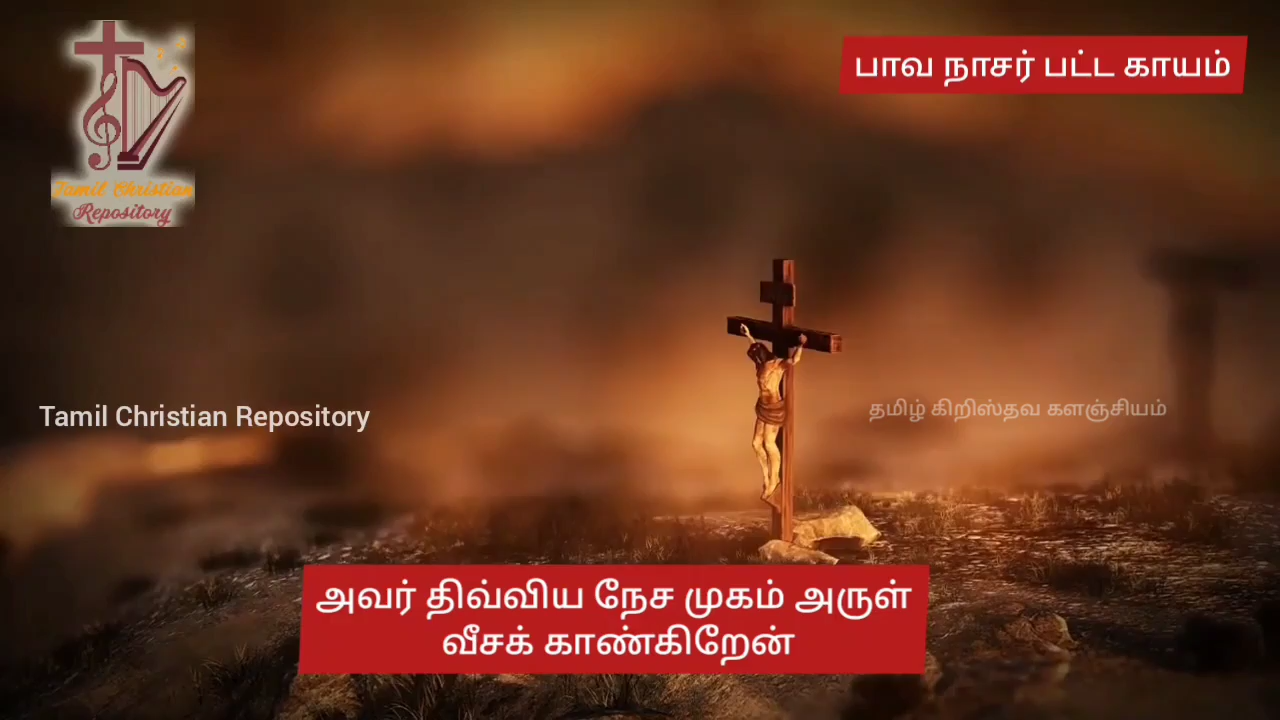 பாவ நாசர் பட்ட காயம்
Tamil Christian
Repository
Tamil Christian Repository
தமிழ் கிறிஸ்தவ களஞ்சியம்
அவர் திவ்விய நேச முகம் அருள்
வீசக் காண்கிறேன்